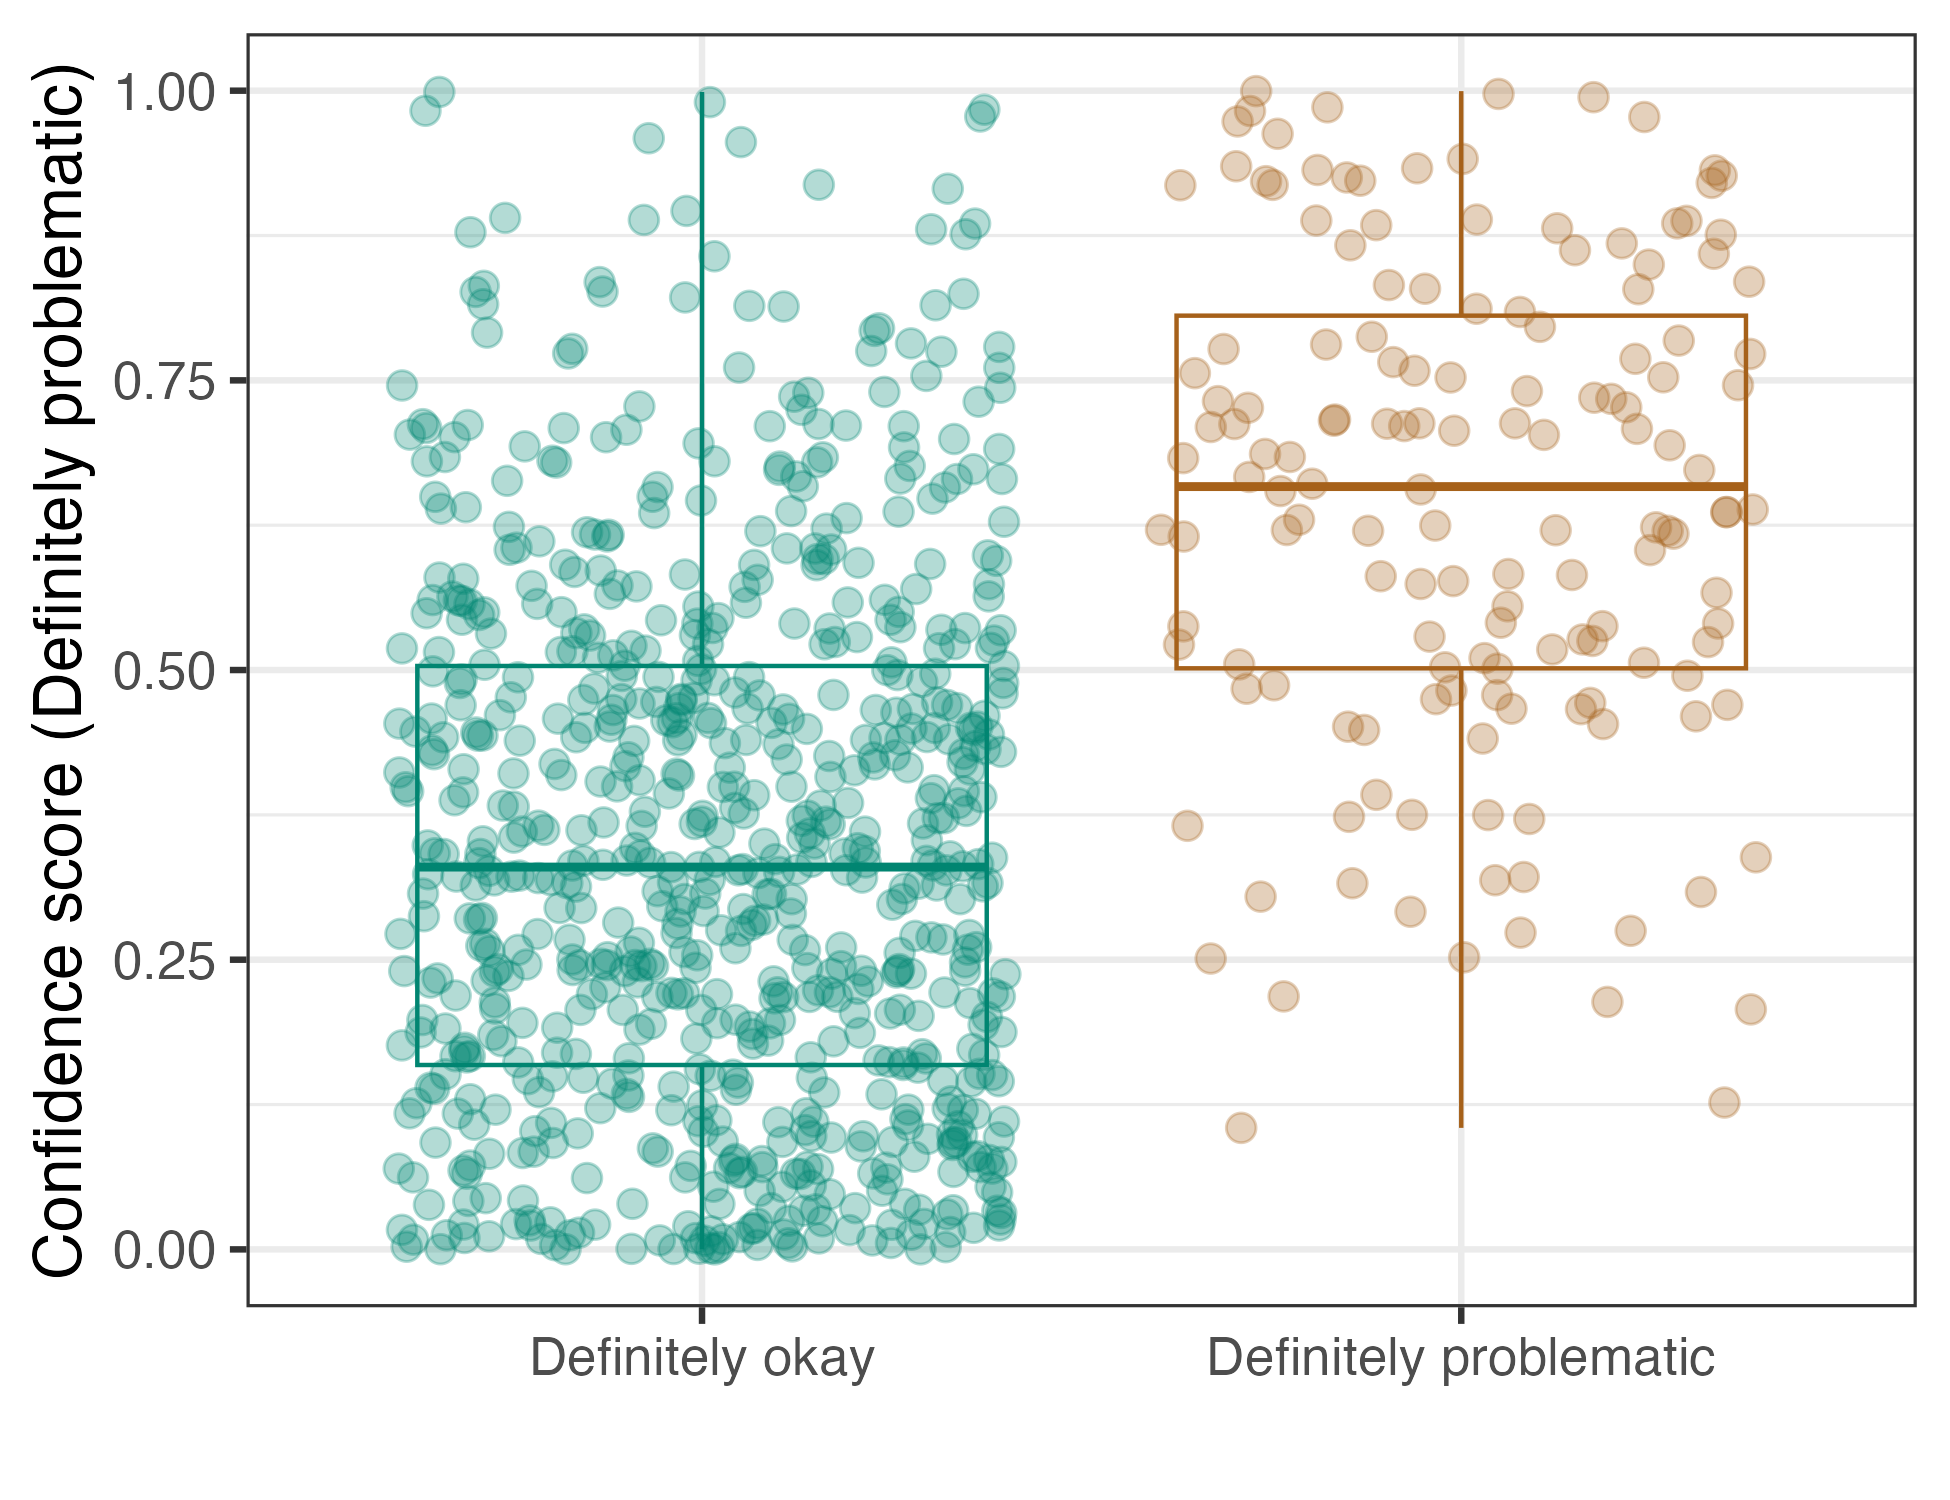 Confidence score (Definitely problematic)
1.00
0.75
0.50
0.25
0.00
Definitely okay
Definitely problematic